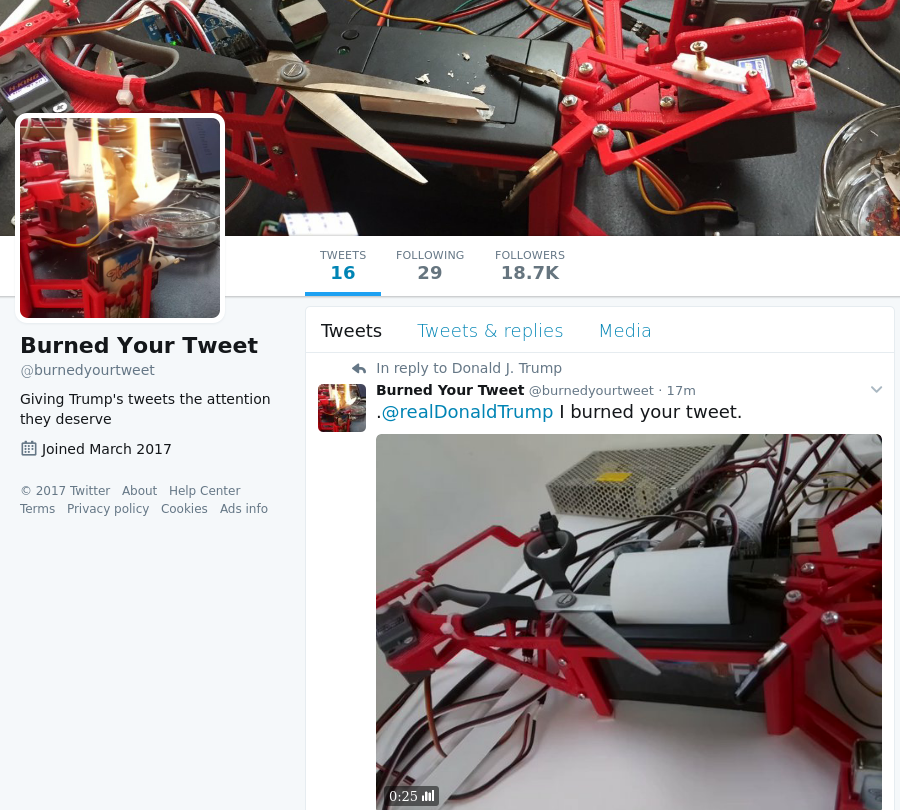 TWEETS FOLLOWING FOLLOWERS
16 29 18.7K
Burned Your Tweet
@burnedyourtweet
Giving Trump's tweets the attention
they deserve
Joined March 2017
© 2017 Twitter About Help Center
Terms Privacy policy Cookies Ads info
Tweets Tweets & replies Media
In reply to Donald J. Trump
Burned Your Tweet @burnedyourtweet · 17m
.@realDonaldTrump I burned your tweet.
0:25